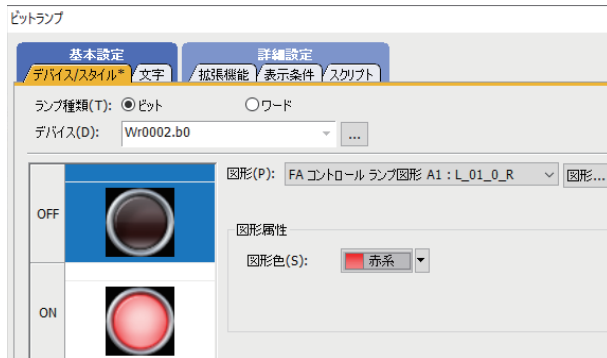 ビットランプ
基本設定
詳細設定
デバイス/スタイル*
文字
拡張機能
表示条件
スクリプト
ランプ種類(T):
ビット
ワード
デバイス(D):
Wr0002.b0
...
図形(P):
FA コントロール ランプ図形 A1 : L_01_0_R
図形...
OFF
図形属性
図形色(S):
赤系
ON